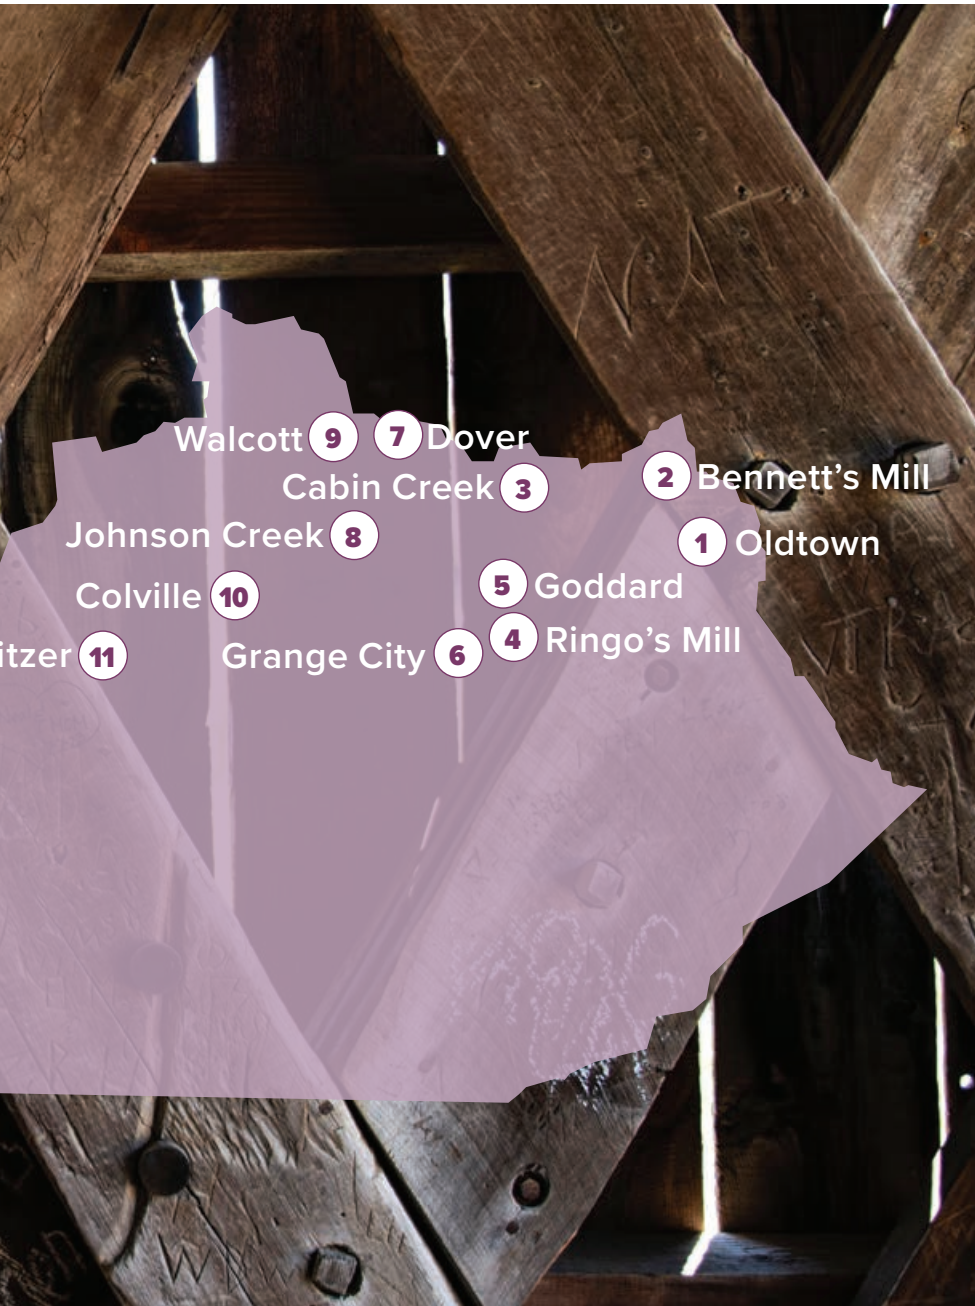 Walcott 9
7 Dover
2 Bennett's Mill
Cabin Creek 3
Johnson Creek 8
1 Oldtown
5 Goddard
Colville 10
4 Ringo's Mill
itzer 11
Grange City 6